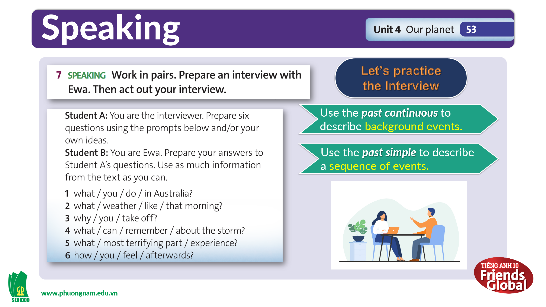 Speaking
Unit 4 Our planet 53
7 SPEAKING Work in pairs. Prepare an interview with
Ewa. Then act out your interview.
Student A: You are the interviewer. Prepare six
questions using the prompts below and/or your
own ideas.
Student B: You are Ewa. Prepare your answers to
Student A's questions. Use as much information
from the text as you can.
1 what / you / do / in Australia?
2 what / weather / like / that morning?
3 why / you / take off?
4 what / can / remember / about the storm?
5 what / most terrifying part / experience?
6 how / you / feel / afterwards?
Let's practice
the Interview
Use the past continuous to
describe background events.
Use the past simple to describe
a sequence of events.
www.phuongnam.edu.vn
TIẾNG ANH 10
Friends
Global